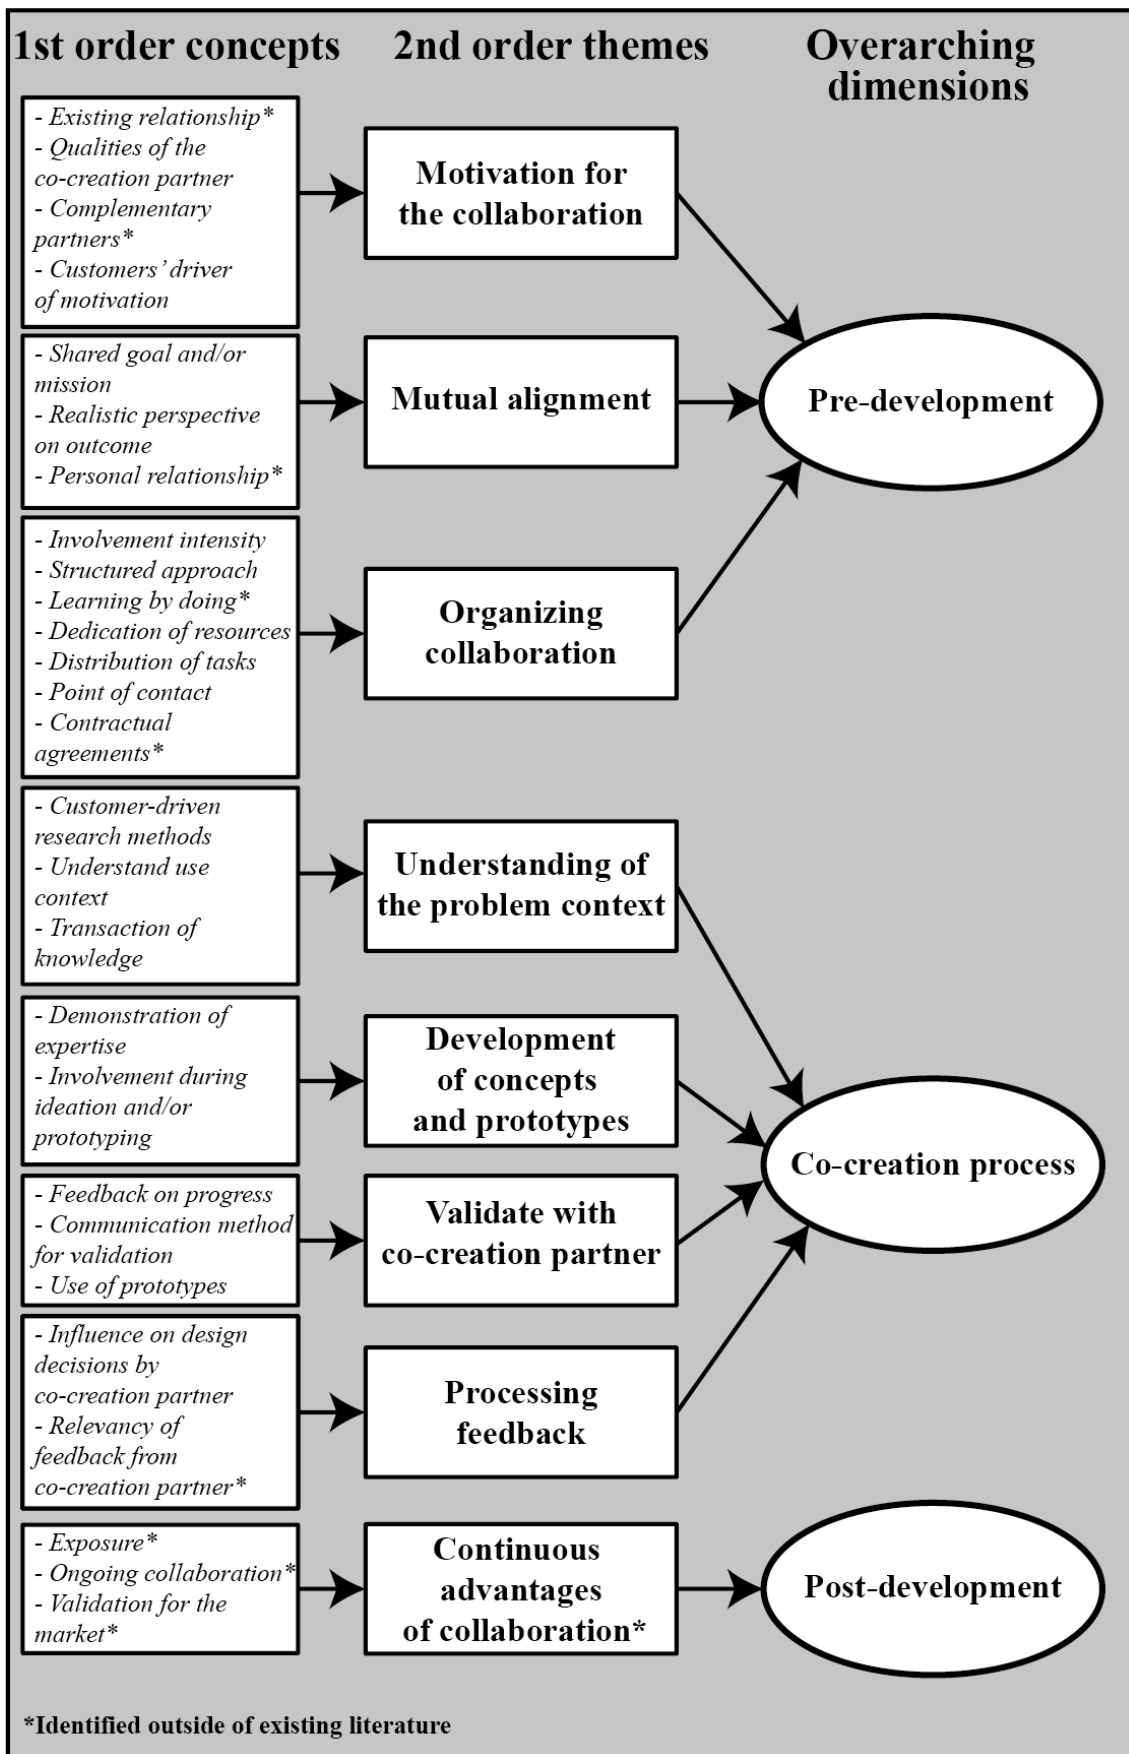 1st order concepts
2nd order themes
Overarching
dimensions
- Existing relationship*
- Qualities of the
co-creation partner
- Complementary
partners*
- Customers' driver
of motivation
Motivation for
the collaboration
- Shared goal and/or
mission
- Realistic perspective
on outcome
- Personal relationship*
Mutual alignment
Pre-development
- Involvement intensity
- Structured approach
- Learning by doing*
- Dedication of resources
- Distribution of tasks
- Point of contact
- Contractual
agreements*
Organizing
collaboration
- Customer-driven
research methods
- Understand use
context
- Transaction of
knowledge
Understanding of
the problem context
- Demonstration of
expertise
- Involvement during
ideation and/or
prototyping
Development
of concepts
and prototypes
Co-creation process
- Feedback on progress
- Communication method
for validation
- Use of prototypes
Validate with
co-creation partner
- Influence on design
decisions by
co-creation partner
- Relevancy of
feedback from
co-creation partner*
Processing
feedback
- Exposure*
- Ongoing collaboration*
- Validation for the
market*
Continuous
advantages
of collaboration*
Post-development
*Identified outside of existing literature